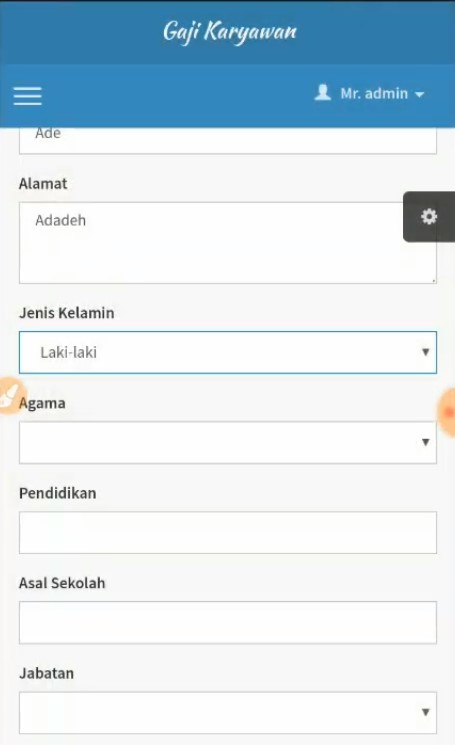 Gaji Karyawan
Mr. admin
Ade
Alamat
Adadeh
Jenis Kelamin
Laki-laki
Agama
Pendidikan
Asal Sekolah
Jabatan